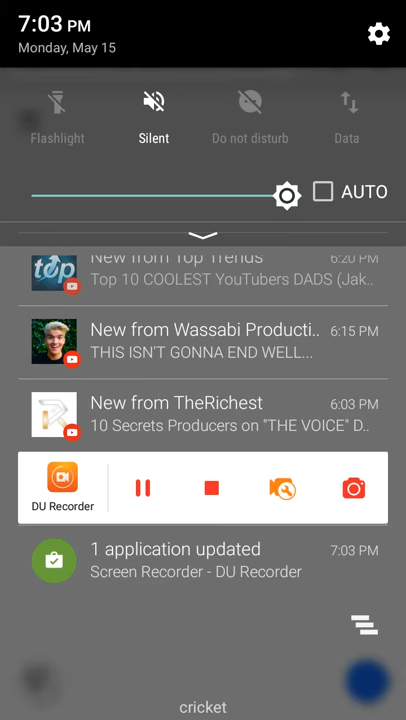 7:03 PM
Monday, May 15
Flashlight
Silent
Do not disturb
Data
AUTO
New from Top Trends 6:20 PM
top
Top 10 COOLEST YouTubers DADS (Jak..
New from Wassabi Producti.. 6:15 PM
THIS ISN'T GONNA END WELL...
New from TheRichest 6:03 PM
10 Secrets Producers on "THE VOICE" D..
DU Recorder
1 application updated 7:03 PM
Screen Recorder - DU Recorder
cricket